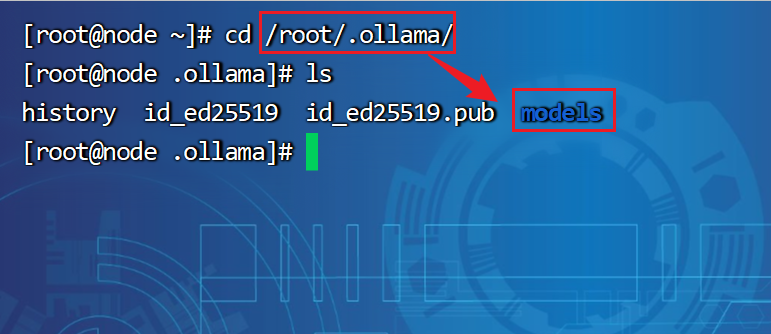 [root@node ~]# cd /root/.ollama/
[root@node .ollama]# ls
history  id_ed25519  id_ed25519.pub  models
[root@node .ollama]#